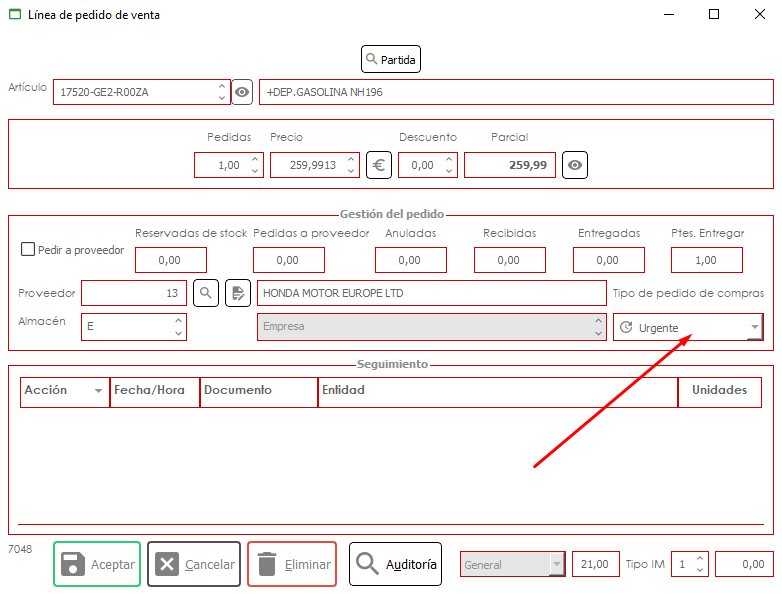 Línea de pedido de venta
Partida
Artículo 17520-GE2-R00ZA +DEP.GASOLINA NH196
Pedidas Precio Descuento Parcial
1,00 259,9913 € 0,00 259,99
Gestión del pedido
Reservadas de stock Pedidas a proveedor Anuladas Recibidas Entregadas Ptes. Entregar
Pedir a proveedor 0,00 0,00 0,00 0,00 0,00 1,00
Proveedor 13 HONDA MOTOR EUROPE LTD Tipo de pedido de compras
Almacén E Empresa Urgente
Seguimiento
Acción Fecha/Hora Documento Entidad Unidades
7048 Aceptar Cancelar Eliminar Auditoría General 21,00 Tipo IM 1 0,00